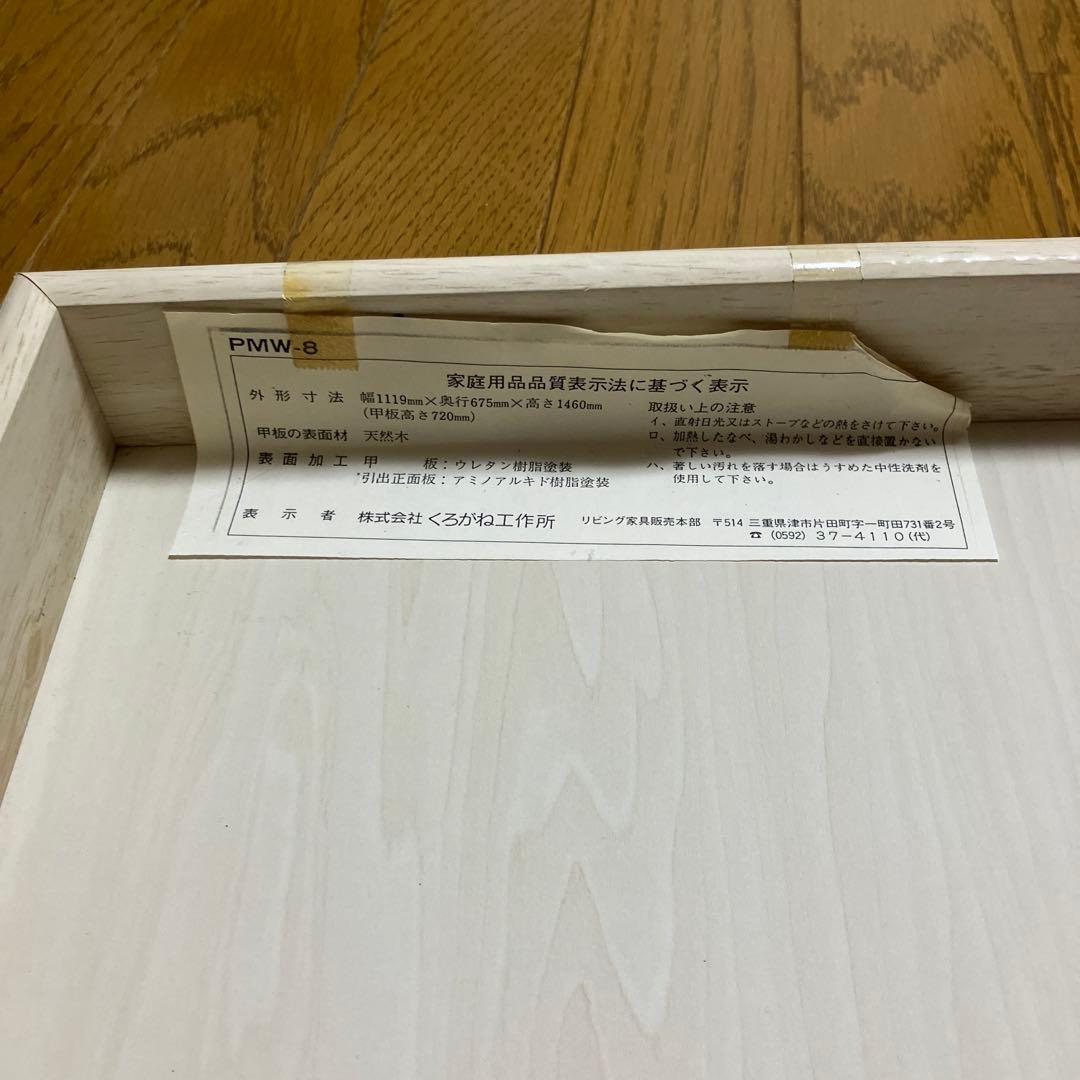 PMW-8
家庭用品品質表示法に基づく表示
外形寸法 幅1119mm×奥行675mm×高さ1460mm
(甲板高さ720mm)
甲板の表面材 天然木
表面加工 甲 板:ウレタン樹脂塗装
引出正面板:アミノアルキド樹脂塗装
取扱い上の注意
イ、直射日光又はストーブなどの熱をさけて下さい。
ロ、加熱したなべ、湯わかしなどを直接置かない
で下さい。
ハ、著しい汚れを落す場合はうすめた中性洗剤を
使用して下さい。
表示者 株式会社くろがね工作所 リビング家具販売本部 〒514 三重県津市片田町字一町田731番2号
☎ (0592) 37-4110(代)